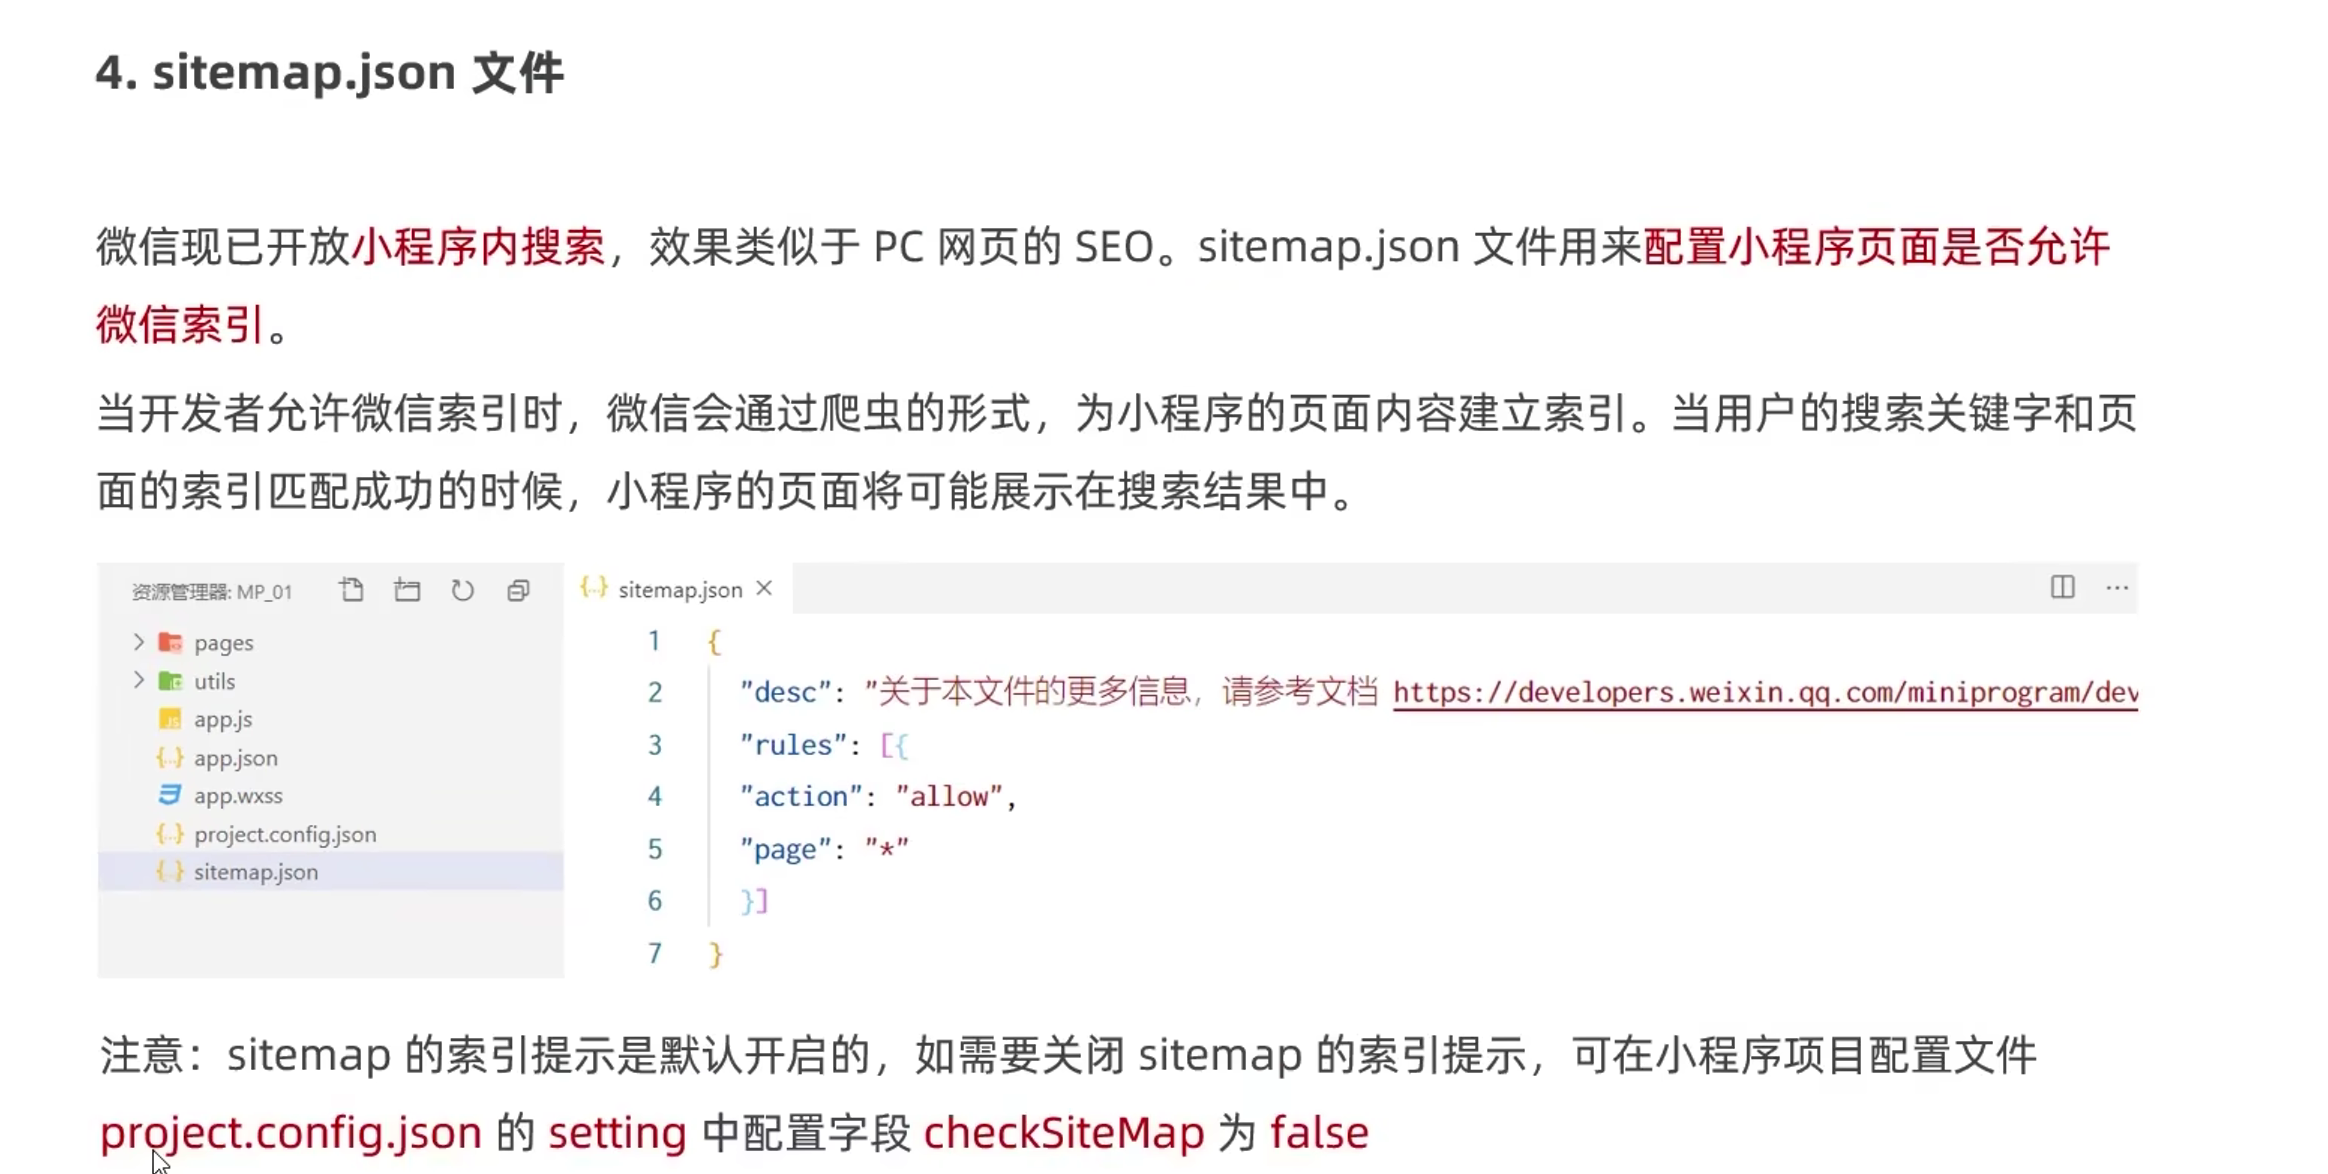 4. sitemap.json 文件
微信现已开放小程序内搜索，效果类似于 PC 网页的 SEO。sitemap.json 文件用来配置小程序页面是否允许
微信索引。
当开发者允许微信索引时，微信会通过爬虫的形式，为小程序的页面内容建立索引。当用户的搜索关键字和页
面的索引匹配成功的时候，小程序的页面将可能展示在搜索结果中。
资源管理器: MP_01
pages
utils
app.js
app.json
app.wxss
project.config.json
sitemap.json
sitemap.json
1 {
2 "desc": "关于本文件的更多信息，请参考文档 https://developers.weixin.qq.com/miniprogram/dev
3 "rules": [{
4 "action": "allow",
5 "page": "*"
6 }]
7 }
注意：sitemap 的索引提示是默认开启的，如需要关闭 sitemap 的索引提示，可在小程序项目配置文件
project.config.json 的 setting 中配置字段 checkSiteMap 为 false